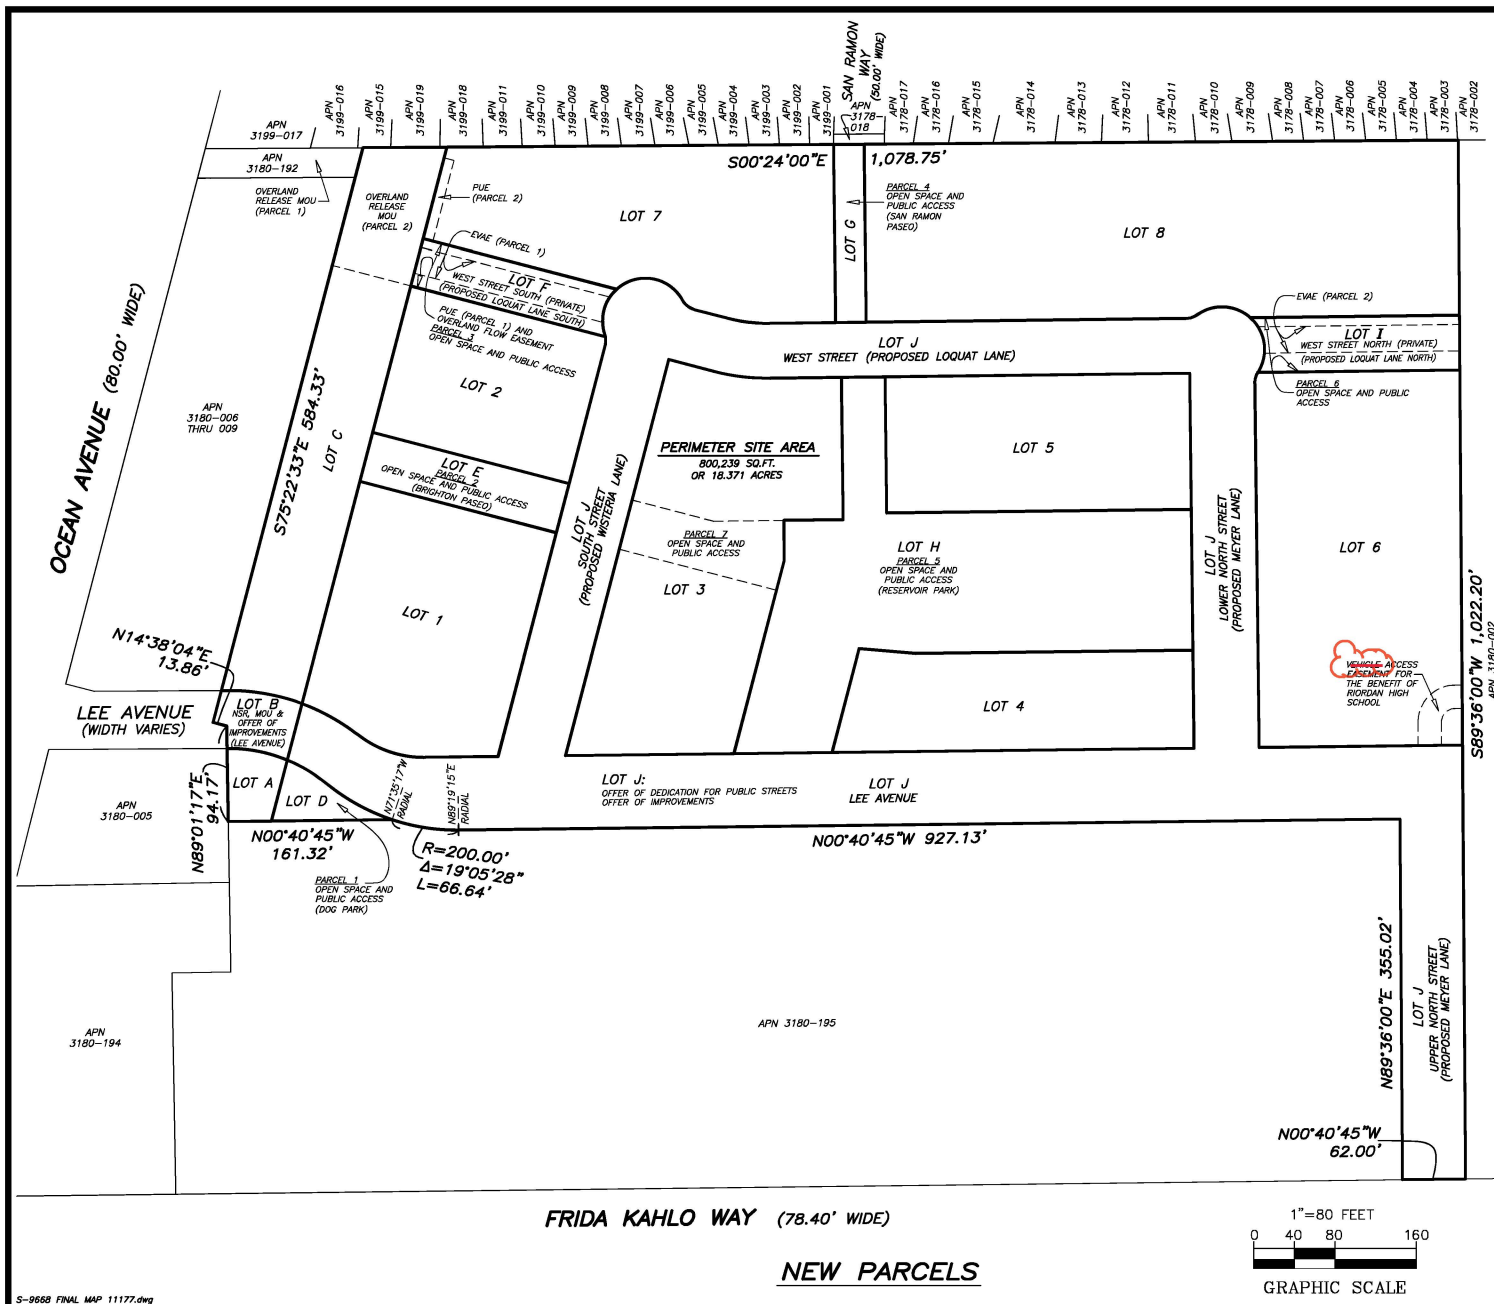 SAN RAMON
WAY
(50.00' WIDE)
APN
3199-017
APN
3199-016
APN
3199-015
APN
3199-019
APN
3199-018
APN
3199-011
APN
3199-010
APN
3199-009
APN
3199-008
APN
3199-007
APN
3199-006
APN
3199-005
APN
3199-004
APN
3199-003
APN
3199-002
APN
3199-001
APN
3178-
018
APN
3178-017
APN
3178-016
APN
3178-015
APN
3178-014
APN
3178-013
APN
3178-012
APN
3178-011
APN
3178-010
APN
3178-009
APN
3178-008
APN
3178-007
APN
3178-006
APN
3178-005
APN
3178-004
APN
3178-003
APN
3178-002
APN
3180-192
OVERLAND
RELEASE MOU
(PARCEL 1)
OVERLAND
RELEASE
MOU
(PARCEL 2)
PUE
(PARCEL 2)
S00°24'00"E
1,078.75'
LOT 7
PARCEL 4
OPEN SPACE AND
PUBLIC ACCESS
(SAN RAMON
PASEO)
LOT G
LOT 8
EVAE (PARCEL 1)
LOT F
WEST STREET SOUTH (PRIVATE)
(PROPOSED LOQUAT LANE SOUTH)
PUE (PARCEL 1) AND
OVERLAND FLOW EASEMENT
PARCEL 3
OPEN SPACE AND PUBLIC ACCESS
EVAE (PARCEL 2)
LOT I
WEST STREET NORTH (PRIVATE)
(PROPOSED LOQUAT LANE NORTH)
PARCEL 6
OPEN SPACE AND PUBLIC
ACCESS
LOT J
WEST STREET (PROPOSED LOQUAT LANE)
OCEAN AVENUE (80.00' WIDE)
APN
3180-006
THRU 009
S75°22'33"E 584.33'
LOT C
LOT 2
LOT E
PARCEL 2
OPEN SPACE AND PUBLIC ACCESS
(BRIGHTON PASEO)
PERIMETER SITE AREA
800,239 SQ.FT.
OR 18.371 ACRES
LOT 5
LOT J
SOUTH STREET
(PROPOSED WISTERIA LANE)
PARCEL 7
OPEN SPACE AND
PUBLIC ACCESS
LOT H
PARCEL 5
OPEN SPACE AND
PUBLIC ACCESS
(RESERVOIR PARK)
LOT J
LOWER NORTH STREET
(PROPOSED MEYER LANE)
LOT 6
LOT 1
LOT 3
S89°36'00"W 1,022.20'
APN 3180-002
N14°38'04"E
13.86'
VEHICLE ACCESS
EASEMENT FOR
THE BENEFIT OF
RIORDAN HIGH
SCHOOL
LEE AVENUE
(WIDTH VARIES)
LOT B
NSR, MOU &
OFFER OF
IMPROVEMENTS
(LEE AVENUE)
LOT 4
LOT A
LOT D
N71°35'17"W
RADIAL
N89°19'15"E
RADIAL
LOT J:
OFFER OF DEDICATION FOR PUBLIC STREETS
OFFER OF IMPROVEMENTS
LOT J
LEE AVENUE
APN
3180-005
N89°01'17"E
94.17'
N00°40'45"W
161.32'
R=200.00'
Δ=19°05'28"
L=66.64'
N00°40'45"W 927.13'
PARCEL 1
OPEN SPACE AND
PUBLIC ACCESS
(DOG PARK)
N89°36'00"E 355.02'
LOT J
UPPER NORTH STREET
(PROPOSED MEYER LANE)
APN
3180-194
APN 3180-195
N00°40'45"W
62.00'
FRIDA KAHLO WAY (78.40' WIDE)
1"=80 FEET
0 40 80 160
GRAPHIC SCALE
NEW PARCELS
S-9668 FINAL MAP 11177.dwg